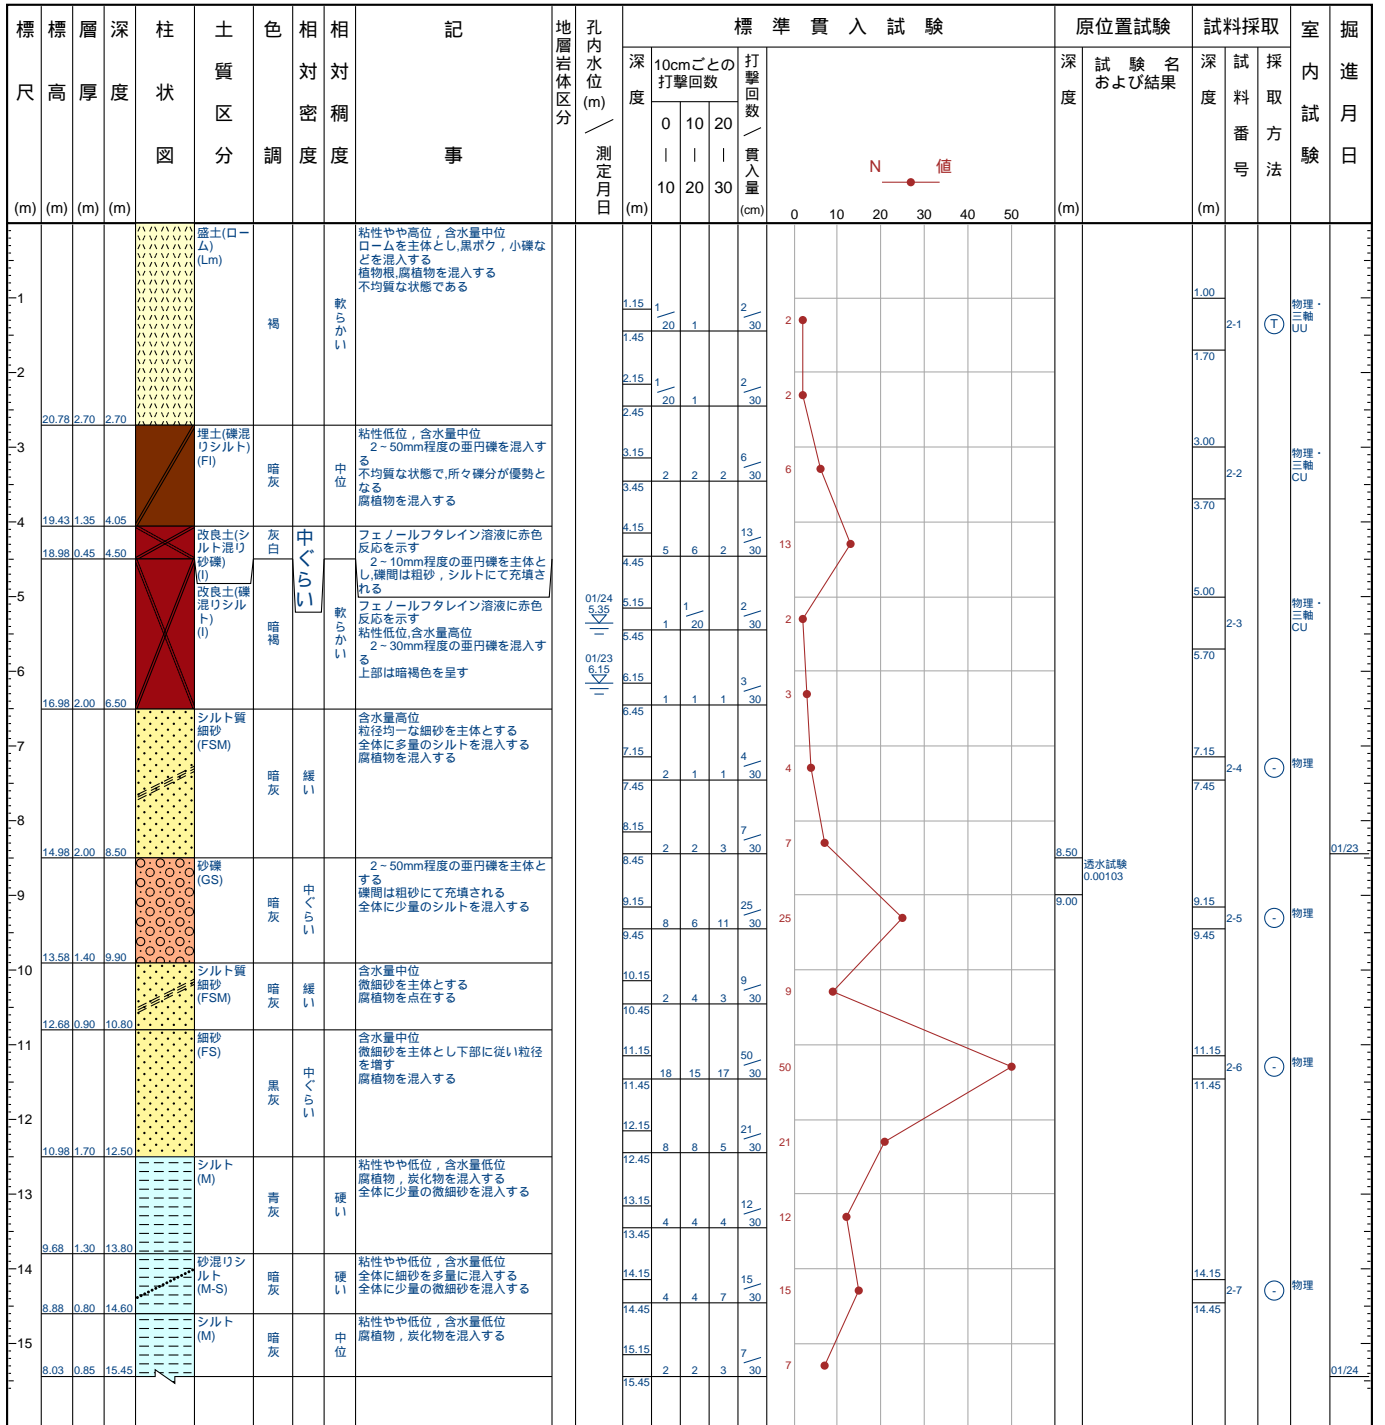 標尺 (m)
標高 (m)
層厚 (m)
深度 (m)
柱状図
土質区分
色調
相対密度
相対稠度
記事
地層岩体区分
孔内水位(m)／測定月日
標準貫入試験
深度 (m)
10cmごとの
打撃回数
0 10 20
| | |
10 20 30
打撃回数／貫入量 (cm)
N 値
0 10 20 30 40 50
原位置試験
深度 (m)
試験名
および結果
試料採取
深度 (m)
試料番号
採取方法
室内試験
掘進月日
盛土(ロー
ム)
(Lm)
褐
軟らかい
粘性やや高位，含水量中位
ロームを主体とし,黒ボク，小礫な
どを混入する
植物根,腐植物を混入する
不均質な状態である
1
2
20.78 2.70 2.70
1.15 1/20 1 2/30
1.45
2
2.15 1/20 1 2/30
2.45
2
1.00
2-1 T
1.70
物理・
三軸
UU
埋土(礫混
りシルト)
(FI)
暗灰
中位
粘性低位，含水量中位
2~50mm程度の亜円礫を混入す
る
不均質な状態で,所々礫分が優勢と
なる
腐植物を混入する
3
4
19.43 1.35 4.05
3.15 2 2 2 6/30
3.45
6
3.00
2-2
3.70
物理・
三軸
CU
改良土(シ
ルト混り
砂礫)
(I)
灰白
中ぐらい
フェノールフタレイン溶液に赤色
反応を示す
2~10mm程度の亜円礫を主体と
し,礫間は粗砂，シルトにて充填さ
れる
18.98 0.45 4.50
4.15 5 6 2 13/30
4.45
13
改良土(礫
混りシル
ト)
(I)
暗褐
軟らかい
フェノールフタレイン溶液に赤色
反応を示す
粘性低位,含水量高位
2~30mm程度の亜円礫を混入す
る
上部は暗褐色を呈す
5
6
16.98 2.00 6.50
01/24
5.35
01/23
6.15
5.15 1 1/20 2/30
5.45
2
6.15 1 1 1 3/30
6.45
3
5.00
2-3
5.70
物理・
三軸
CU
シルト質
細砂
(FSM)
暗灰
緩い
含水量高位
粒径均一な細砂を主体とする
全体に多量のシルトを混入する
腐植物を混入する
7
8
14.98 2.00 8.50
7.15 2 1 1 4/30
7.45
4
8.15 2 2 3 7/30
8.45
7
7.15
2-4 -
7.45
物理
01/23
砂礫
(GS)
暗灰
中ぐらい
2~50mm程度の亜円礫を主体と
する
礫間は粗砂にて充填される
全体に少量のシルトを混入する
9
13.58 1.40 9.90
9.15 8 6 11 25/30
9.45
25
8.50
透水試験
0.00103
9.00
9.15
2-5 -
9.45
物理
シルト質
細砂
(FSM)
暗灰
緩い
含水量中位
微細砂を主体とする
腐植物を点在する
10
12.68 0.90 10.80
10.15 2 4 3 9/30
10.45
9
細砂
(FS)
黒灰
中ぐらい
含水量中位
微細砂を主体とし下部に従い粒径
を増す
腐植物を混入する
11
12
10.98 1.70 12.50
11.15 18 15 17 50/30
11.45
50
12.15 8 8 5 21/30
12.45
21
11.15
2-6 -
11.45
物理
シルト
(M)
青灰
硬い
粘性やや低位，含水量低位
腐植物，炭化物を混入する
全体に少量の微細砂を混入する
13
9.68 1.30 13.80
13.15 4 4 4 12/30
13.45
12
砂混りシ
ルト
(M-S)
暗灰
硬い
粘性やや低位，含水量低位
全体に細砂を多量に混入する
全体に少量の微細砂を混入する
14
8.88 0.80 14.60
14.15 4 4 7 15/30
14.45
15
14.15
2-7 -
14.45
物理
シルト
(M)
暗灰
中位
粘性やや低位，含水量低位
腐植物，炭化物を混入する
15
8.03 0.85 15.45
15.15 2 2 3 7/30
15.45
7
01/24